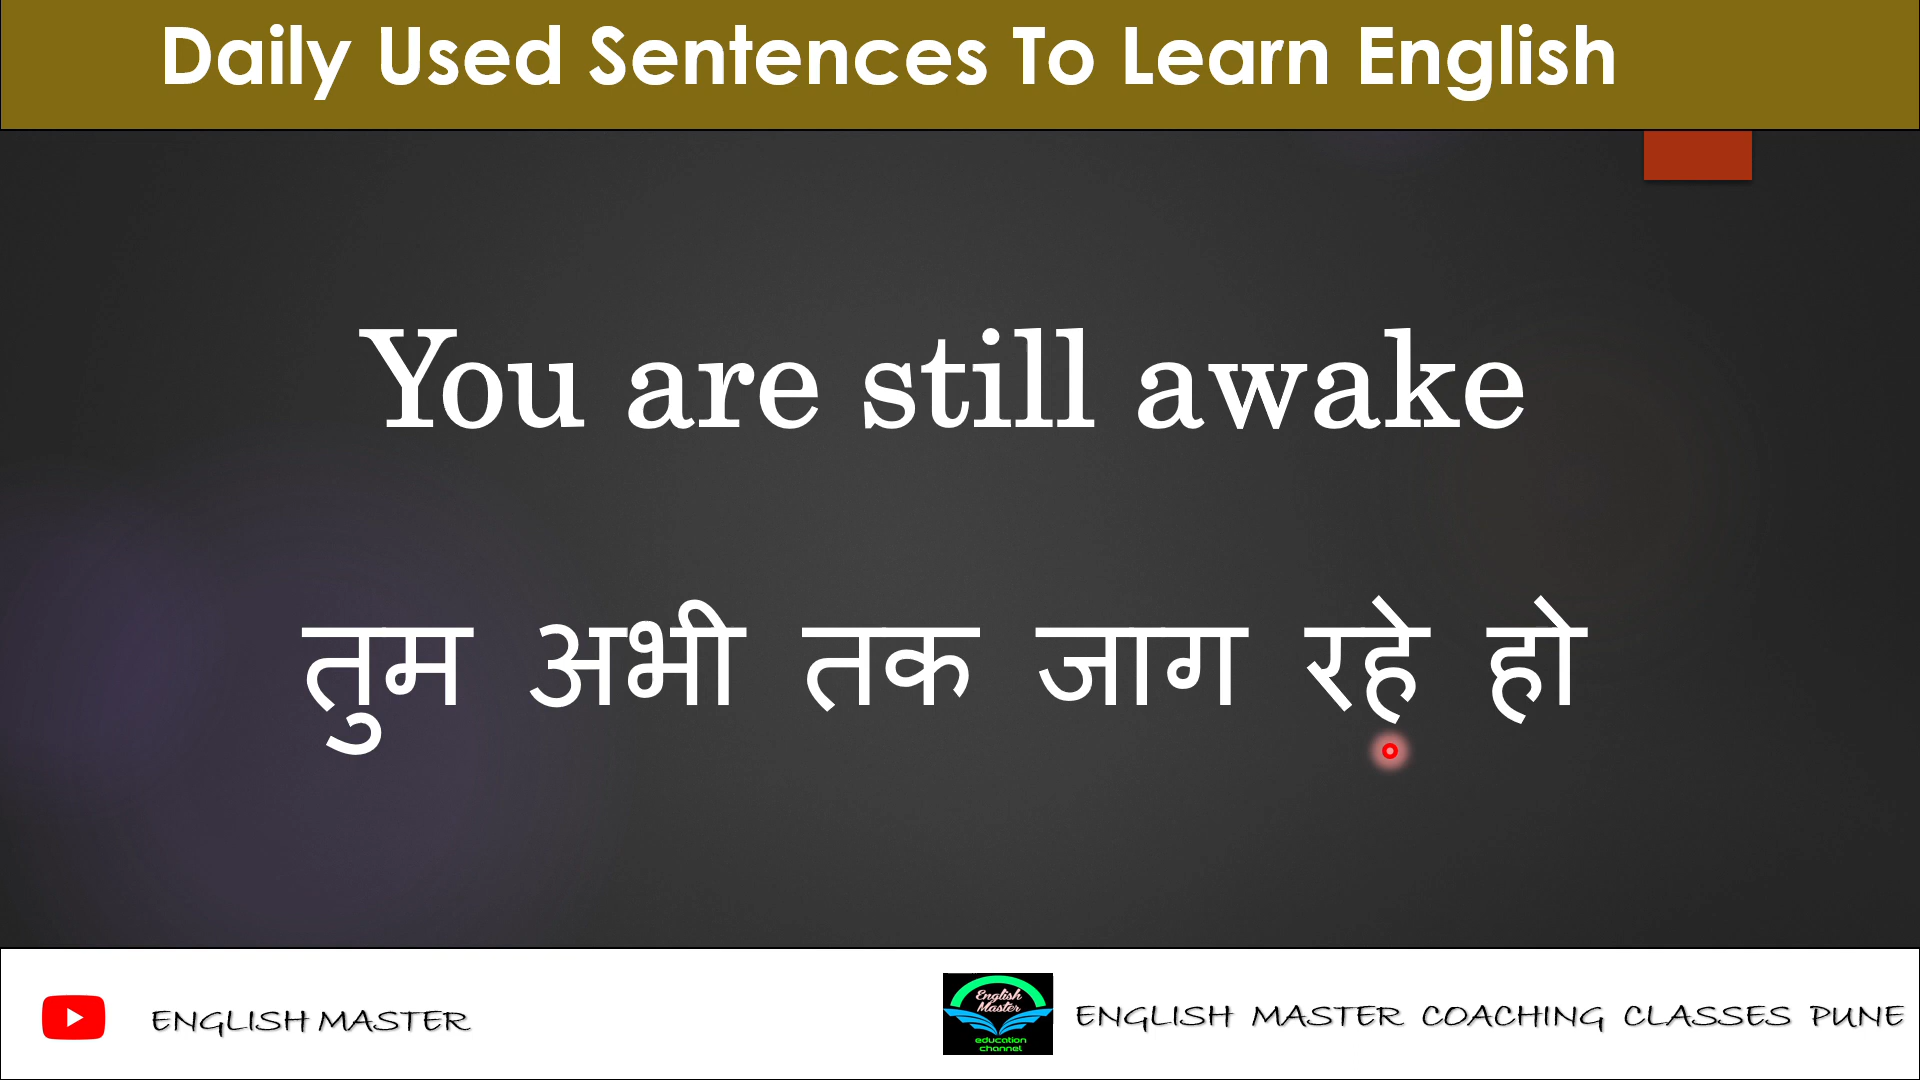 Daily Used Sentences To Learn English
You are still awake
तुम अभी तक जाग रहे हो
ENGLISH MASTER
English
Master
education
channel
ENGLISH MASTER COACHING CLASSES PUNE